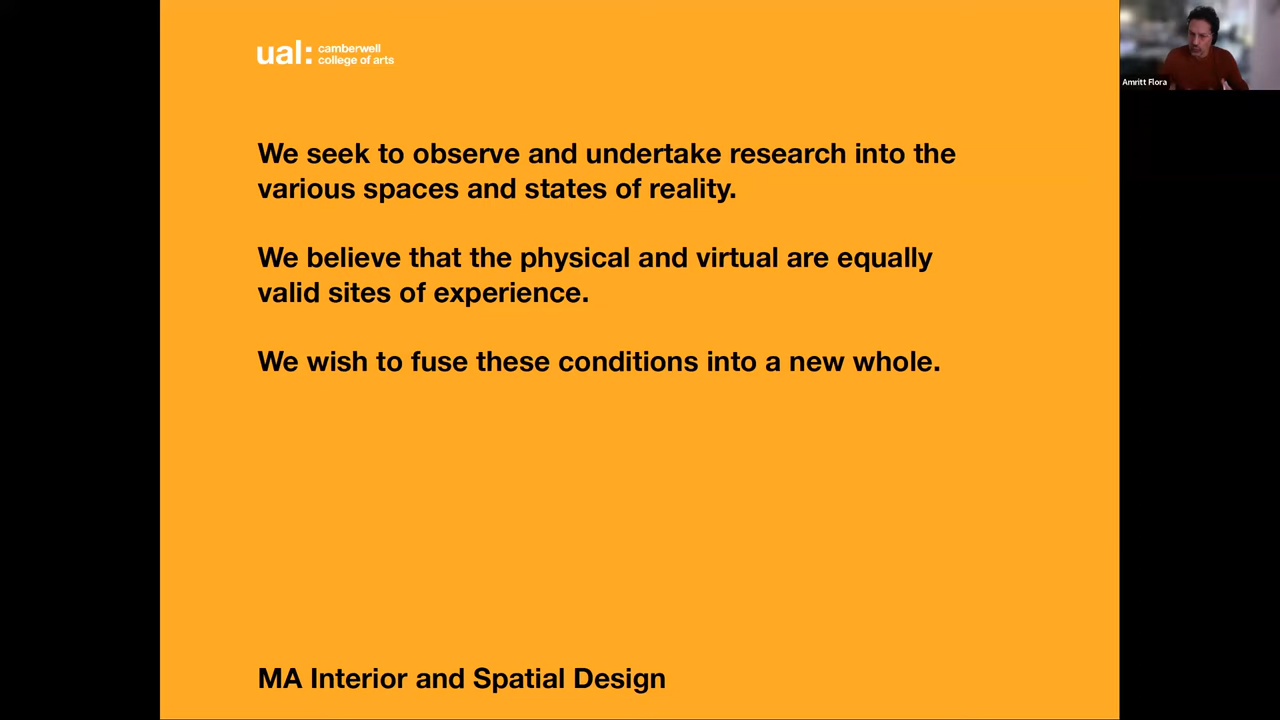 ual: camberwell
college of arts
Amritt Flora
We seek to observe and undertake research into the
various spaces and states of reality.
We believe that the physical and virtual are equally
valid sites of experience.
We wish to fuse these conditions into a new whole.
MA Interior and Spatial Design